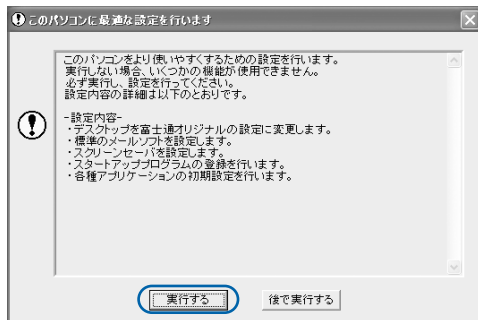 このパソコンに最適な設定を行います
このパソコンをより使いやすくするための設定を行います。
実行しない場合、いくつかの機能が使用できません。
必ず実行し、設定を行ってください。
設定内容の詳細は以下のとおりです。
-設定内容-
・デスクトップを富士通オリジナルの設定に変更します。
・標準のメールソフトを設定します。
・スクリーンセーバを設定します。
・スタートアッププログラムの登録を行います。
・各種アプリケーションの初期設定を行います。
実行する
後で実行する